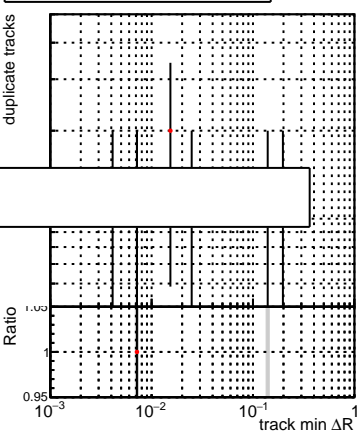 duplicate tracks
Ratio
1.05
1
0.95
10⁻³ 10⁻² 10⁻¹ 1
track min ΔR